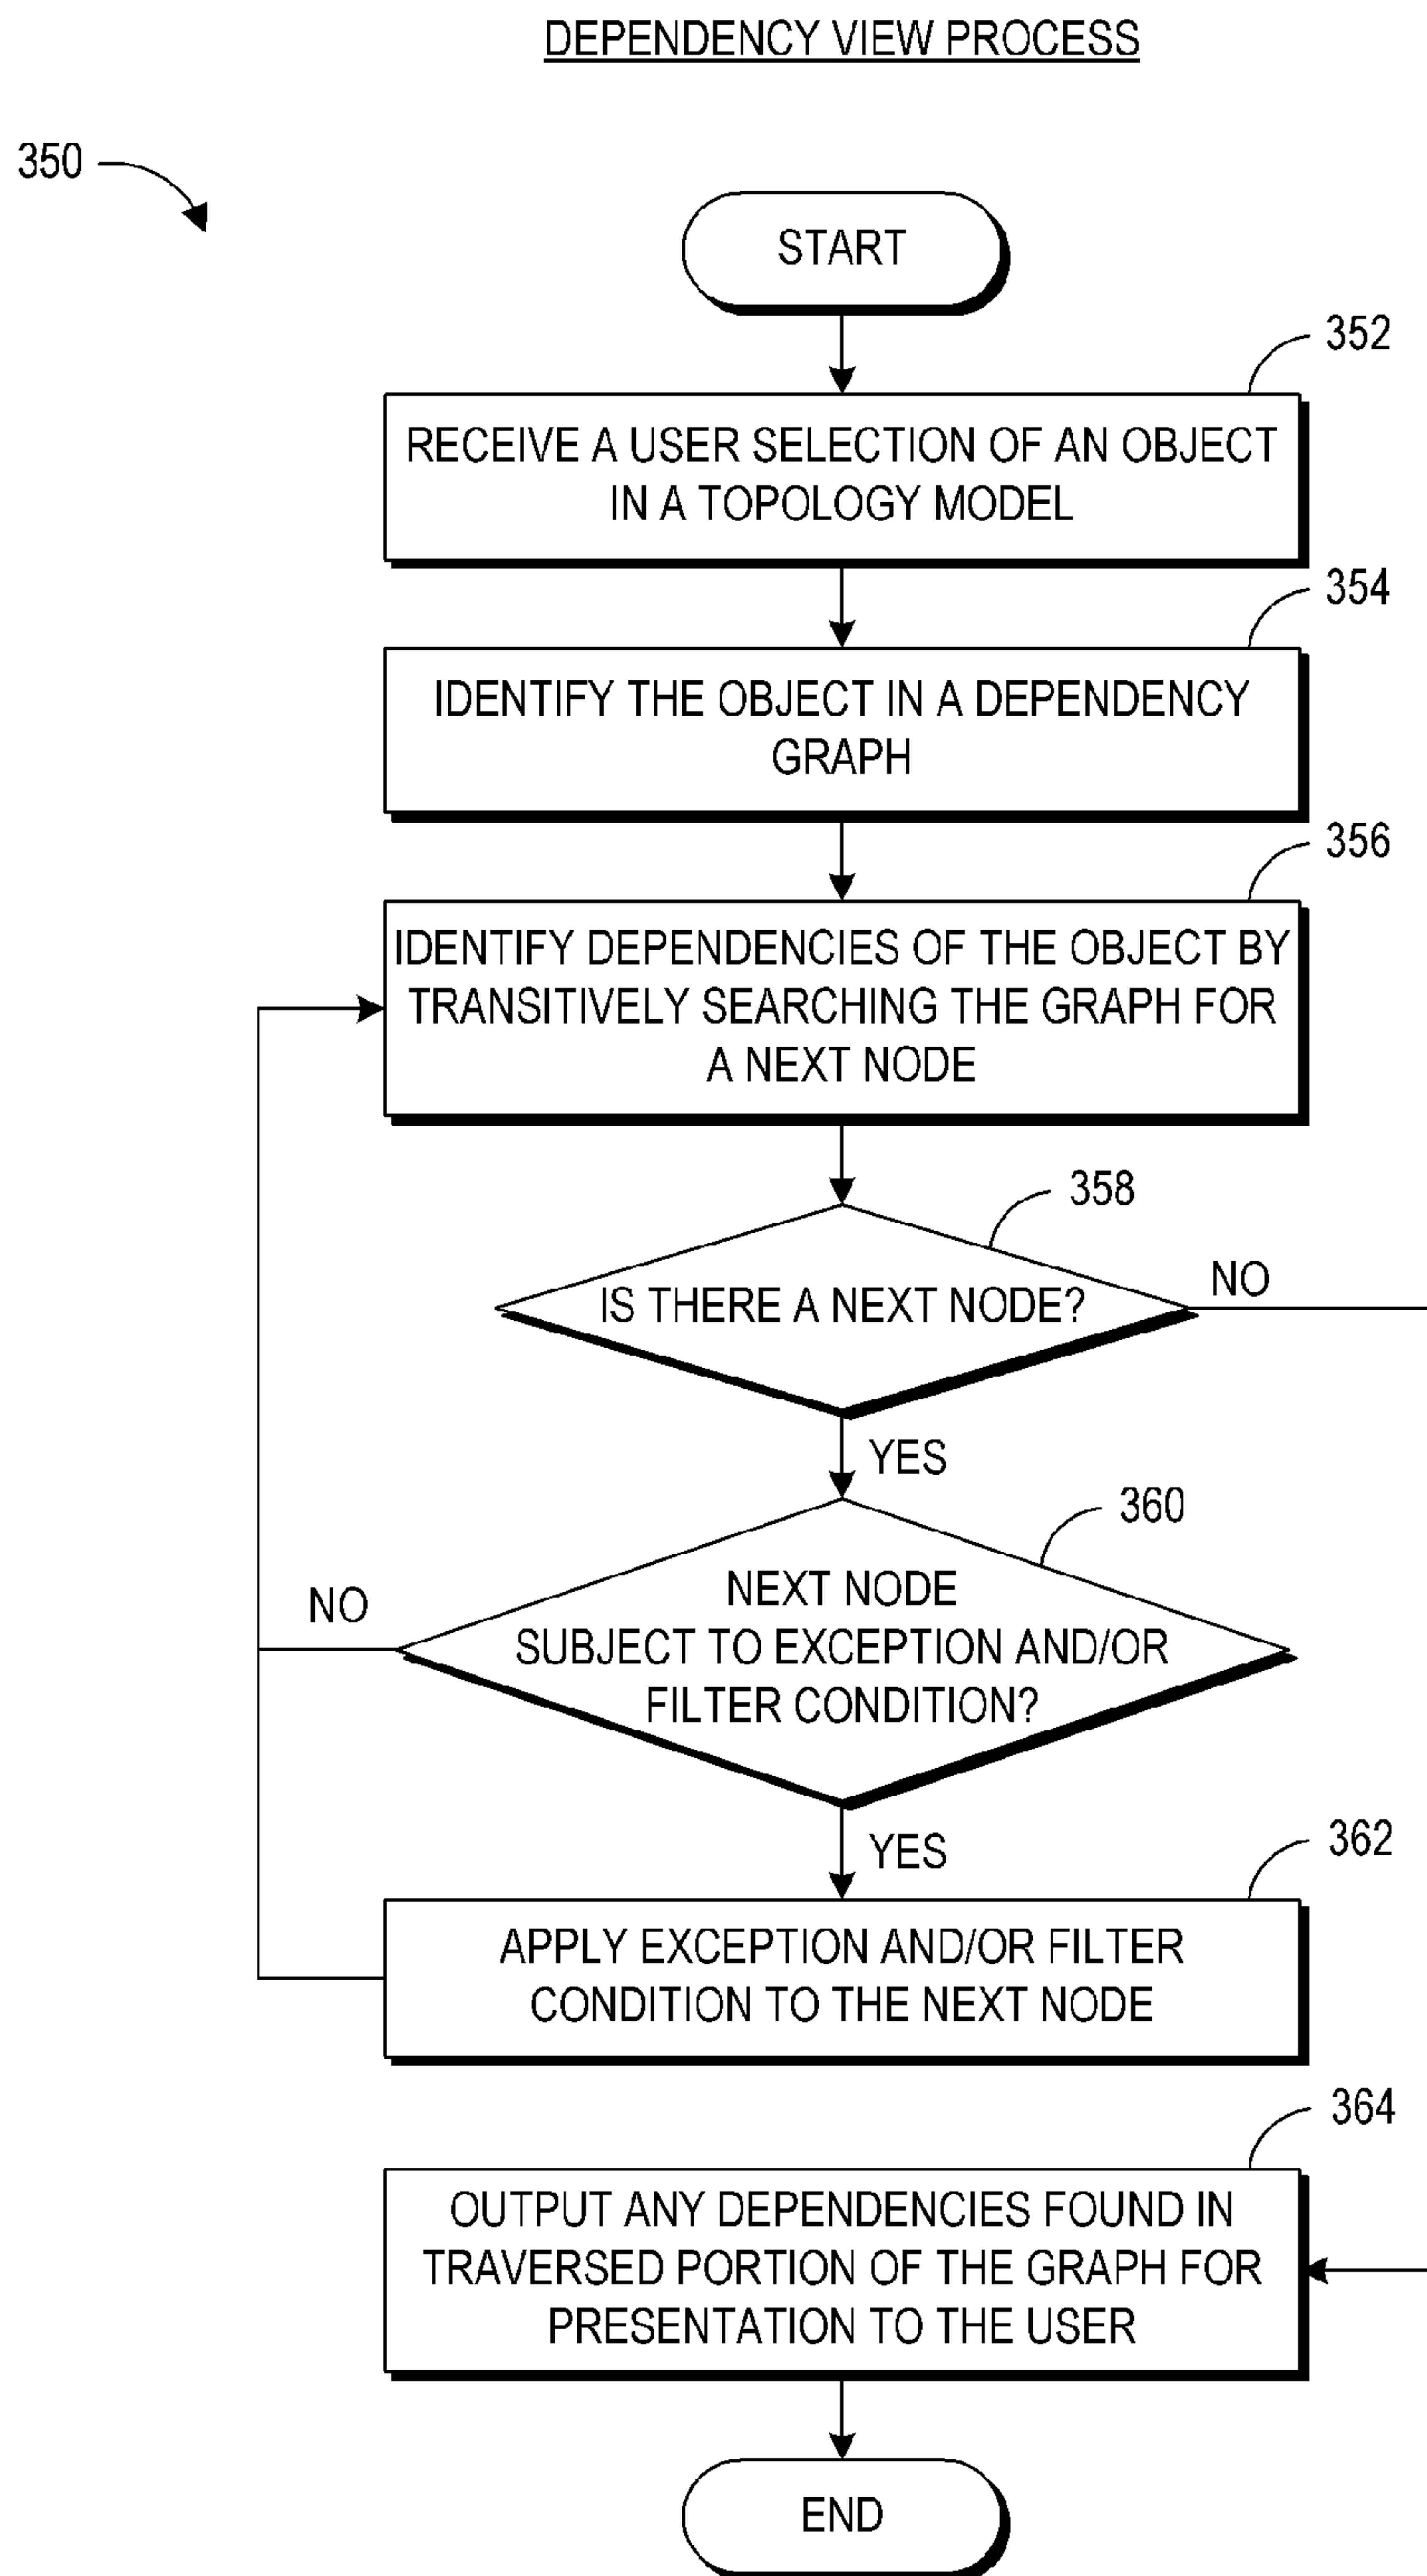 DEPENDENCY VIEW PROCESS
350
START
352
RECEIVE A USER SELECTION OF AN OBJECT
IN A TOPOLOGY MODEL
354
IDENTIFY THE OBJECT IN A DEPENDENCY
GRAPH
356
IDENTIFY DEPENDENCIES OF THE OBJECT BY
TRANSITIVELY SEARCHING THE GRAPH FOR
A NEXT NODE
358
IS THERE A NEXT NODE?
NO
YES
360
NEXT NODE
SUBJECT TO EXCEPTION AND/OR
FILTER CONDITION?
NO
YES
362
APPLY EXCEPTION AND/OR FILTER
CONDITION TO THE NEXT NODE
364
OUTPUT ANY DEPENDENCIES FOUND IN
TRAVERSED PORTION OF THE GRAPH FOR
PRESENTATION TO THE USER
END